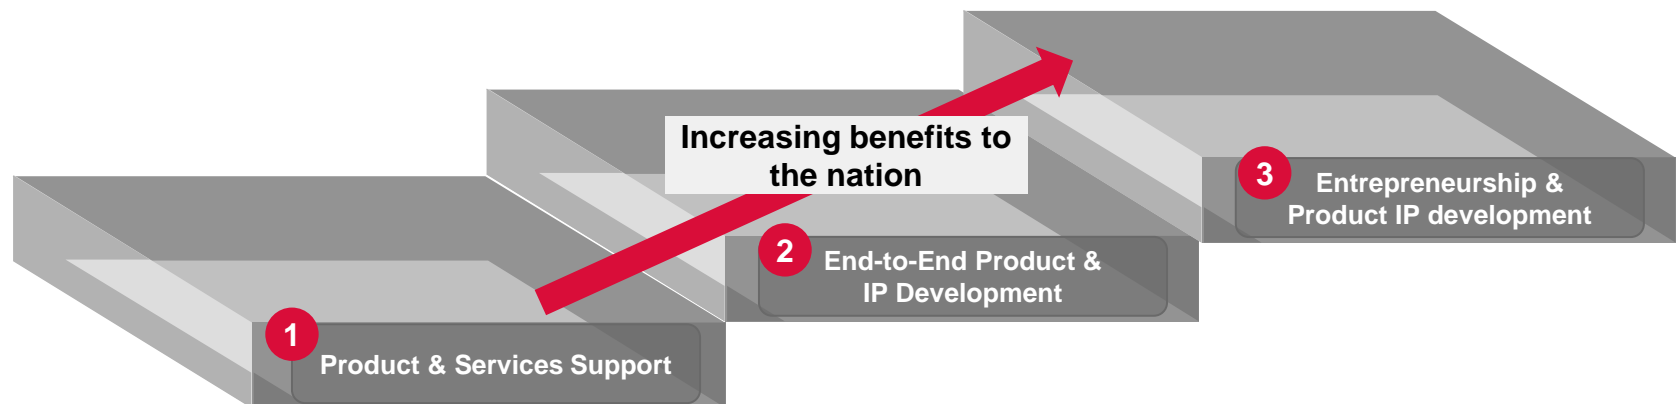 Increasing benefits to
the nation
3
Entrepreneurship &
Product IP development
2
End-to-End Product &
IP Development
1
Product & Services Support